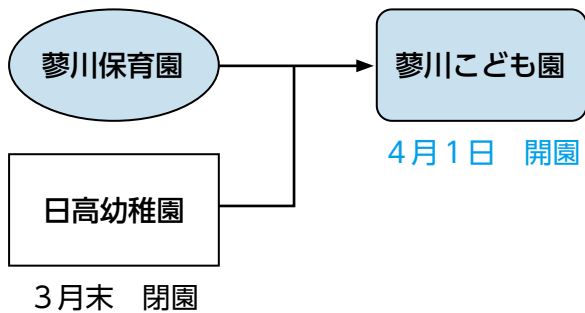 蓼川保育園
蓼川こども園
4月1日　開園
日高幼稚園
3月末　閉園